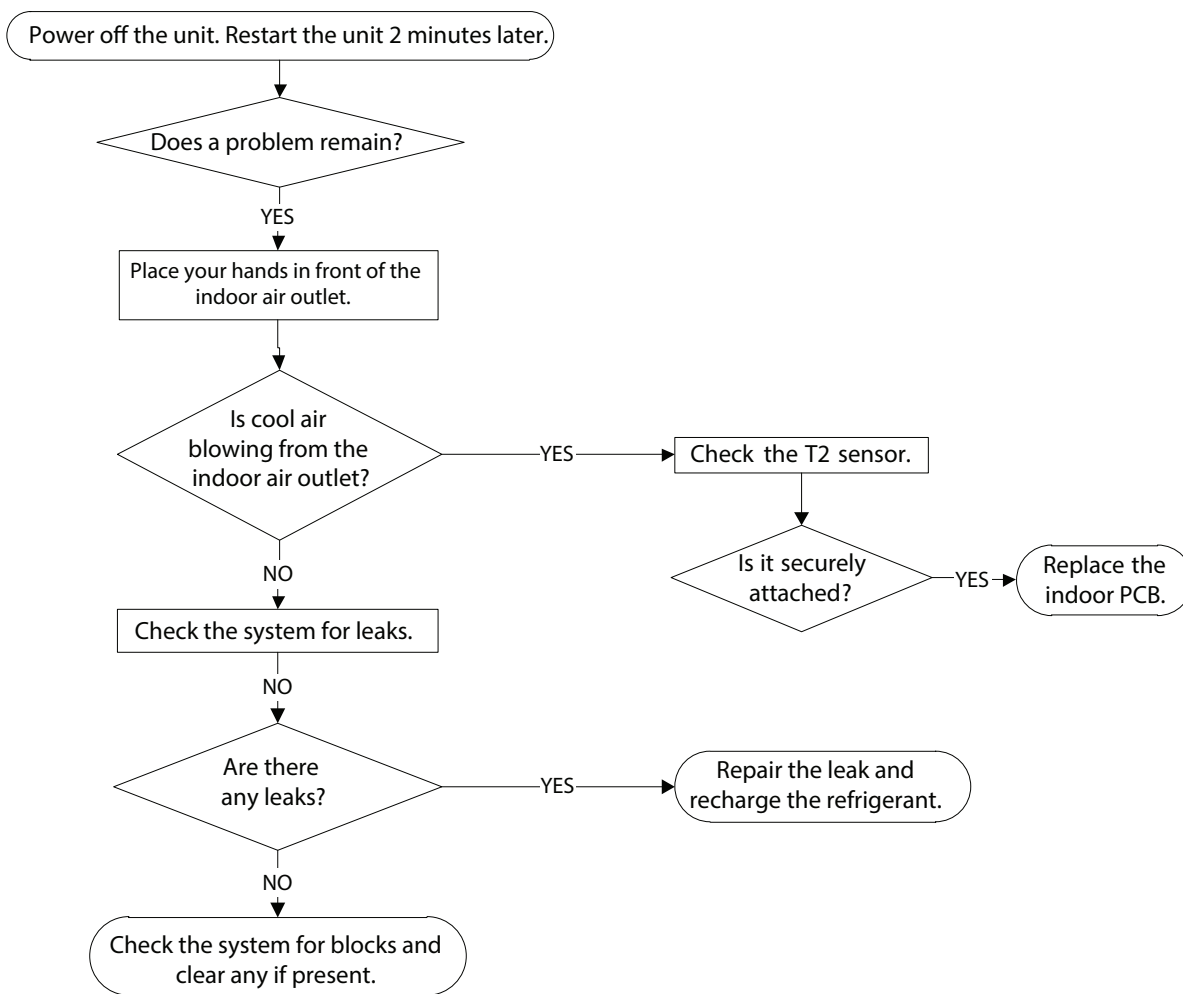 Power off the unit. Restart the unit 2 minutes later.
Does a problem remain?
YES
Place your hands in front of the
indoor air outlet.
Is cool air
blowing from the
indoor air outlet?
YES
Check the T2 sensor.
Is it securely
attached?
YES
Replace the
indoor PCB.
NO
Check the system for leaks.
NO
Are there
any leaks?
YES
Repair the leak and
recharge the refrigerant.
NO
Check the system for blocks and
clear any if present.